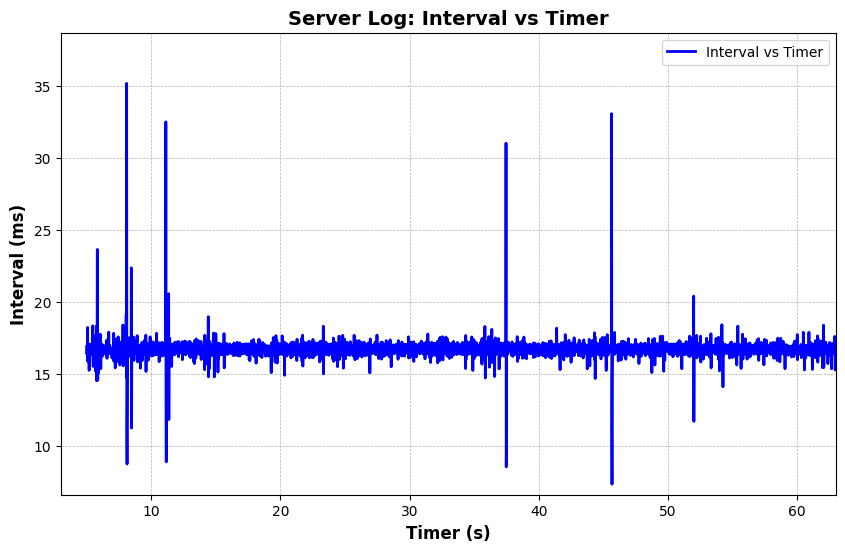 Server Log: Interval vs Timer
Interval vs Timer
35
30
25
20
15
10
Interval (ms)
10 20 30 40 50 60
Timer (s)